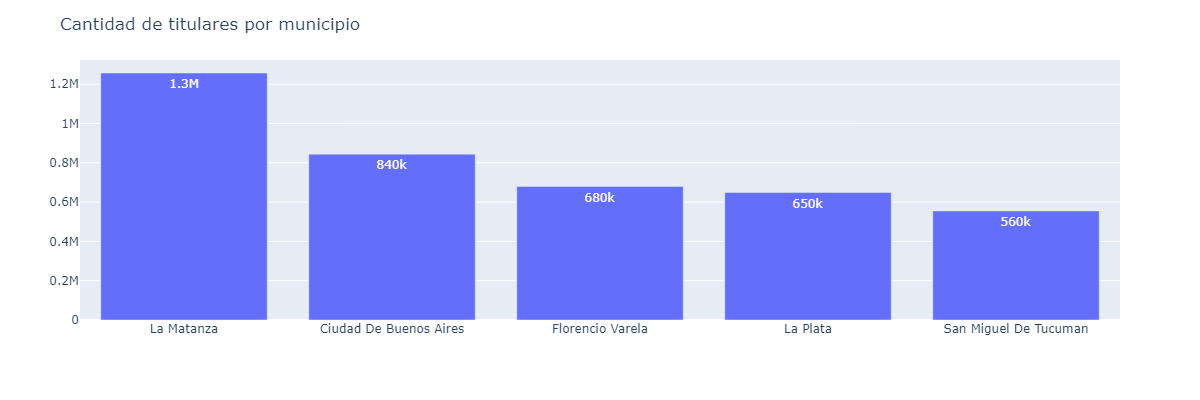 Cantidad de titulares por municipio
1.2M
1M
0.8M
0.6M
0.4M
0.2M
0
1.3M
840k
680k
650k
560k
La Matanza
Ciudad De Buenos Aires
Florencio Varela
La Plata
San Miguel De Tucuman